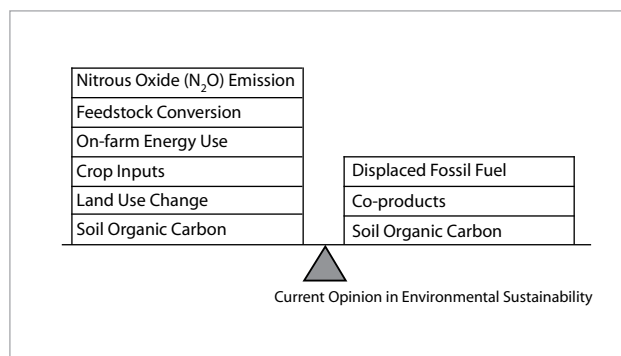 Nitrous Oxide (N₂O) Emission
Feedstock Conversion
On-farm Energy Use
Crop Inputs
Land Use Change
Soil Organic Carbon
Displaced Fossil Fuel
Co-products
Soil Organic Carbon
Current Opinion in Environmental Sustainability